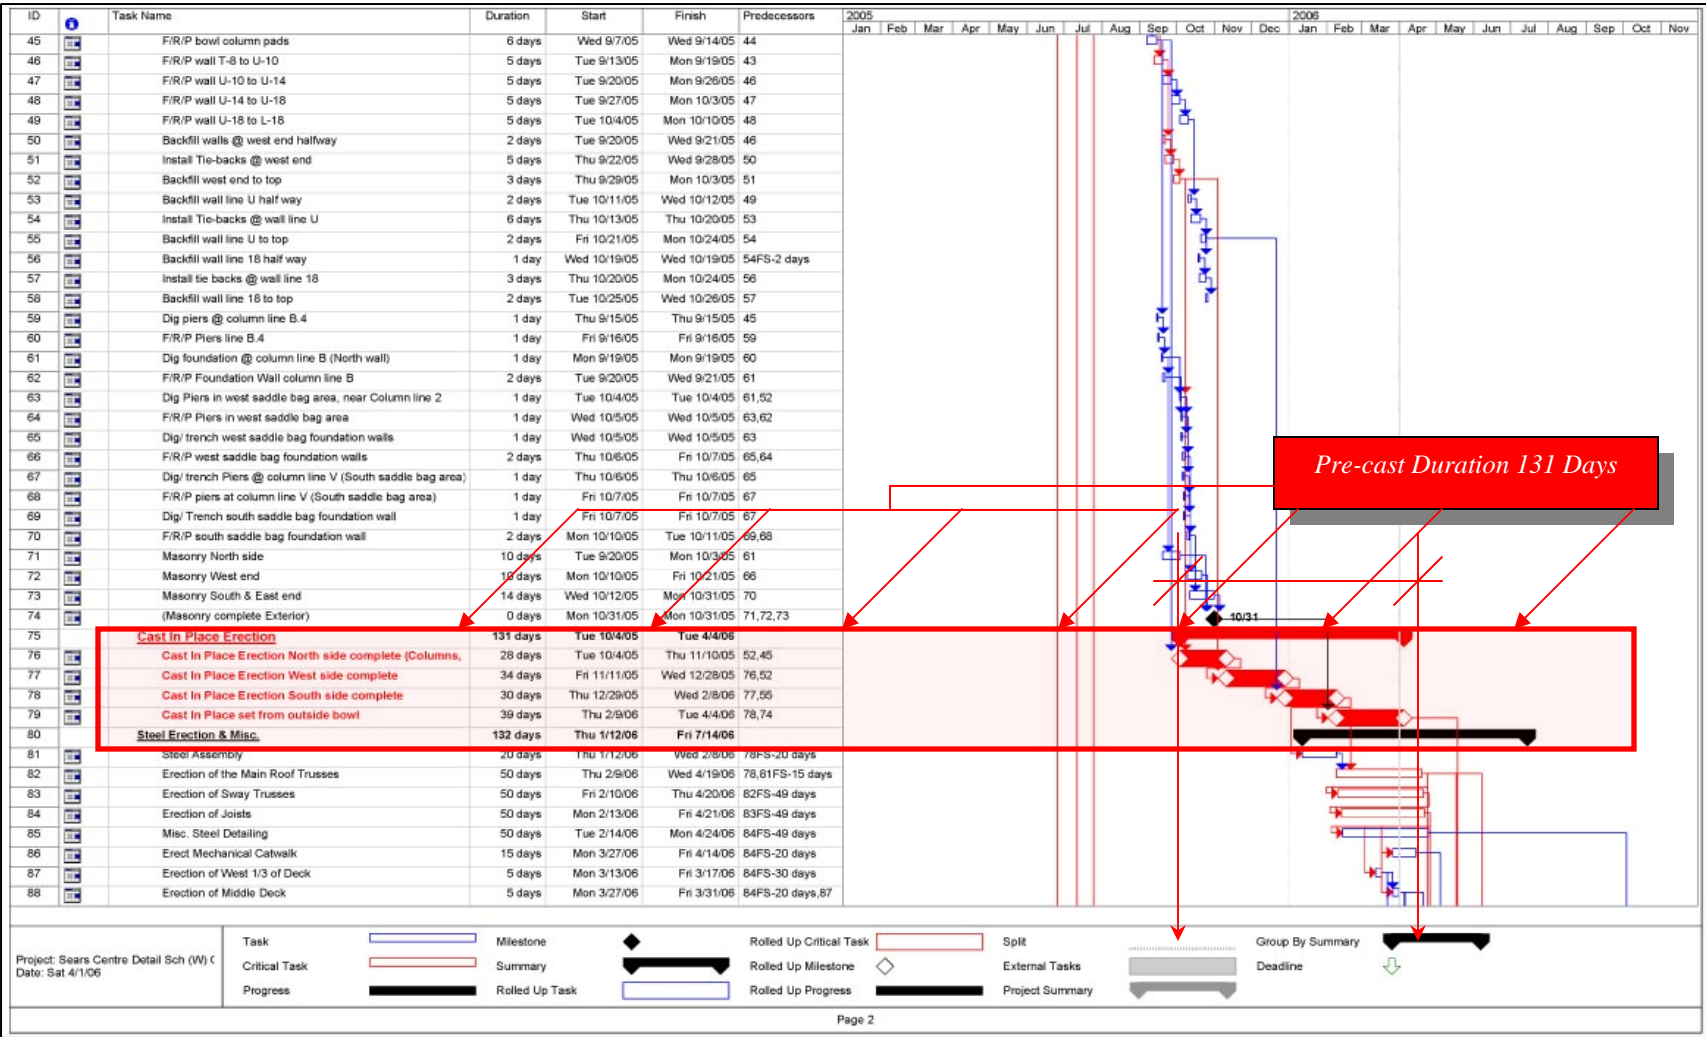 ID Task Name Duration Start Finish Predecessors 2005 2006
Jan Feb Mar Apr May Jun Jul Aug Sep Oct Nov Dec Jan Feb Mar Apr May Jun Jul Aug Sep Oct Nov
45 F/R/P bowl column pads 6 days Wed 9/7/05 Wed 9/14/05 44
46 F/R/P wall T-8 to U-10 5 days Tue 9/13/05 Mon 9/19/05 43
47 F/R/P wall U-10 to U-14 5 days Tue 9/20/05 Mon 9/26/05 46
48 F/R/P wall U-14 to U-18 5 days Tue 9/27/05 Mon 10/3/05 47
49 F/R/P wall U-18 to L-18 5 days Tue 10/4/05 Mon 10/10/05 48
50 Backfill walls @ west end halfway 2 days Tue 9/20/05 Wed 9/21/05 46
51 Install Tie-backs @ west end 5 days Thu 9/22/05 Wed 9/28/05 50
52 Backfill west end to top 3 days Thu 9/29/05 Mon 10/3/05 51
53 Backfill wall line U half way 2 days Tue 10/11/05 Wed 10/12/05 49
54 Install Tie-backs @ wall line U 6 days Thu 10/13/05 Thu 10/20/05 53
55 Backfill wall line U to top 2 days Fri 10/21/05 Mon 10/24/05 54
56 Backfill wall line 18 half way 1 day Wed 10/19/05 Wed 10/19/05 54FS-2 days
57 Install tie backs @ wall line 18 3 days Thu 10/20/05 Mon 10/24/05 56
58 Backfill wall line 18 to top 2 days Tue 10/25/05 Wed 10/26/05 57
59 Dig piers @ column line B.4 1 day Thu 9/15/05 Thu 9/15/05 45
60 F/R/P Piers line B.4 1 day Fri 9/16/05 Fri 9/16/05 59
61 Dig foundation @ column line B (North wall) 1 day Mon 9/19/05 Mon 9/19/05 60
62 F/R/P Foundation Wall column line B 2 days Tue 9/20/05 Wed 9/21/05 61
63 Dig Piers in west saddle bag area, near Column line 2 1 day Tue 10/4/05 Tue 10/4/05 61,52
64 F/R/P Piers in west saddle bag area 1 day Wed 10/5/05 Wed 10/5/05 63,62
65 Dig/ trench west saddle bag foundation walls 1 day Wed 10/5/05 Wed 10/5/05 63
66 F/R/P west saddle bag foundation walls 2 days Thu 10/6/05 Fri 10/7/05 65,64
67 Dig/ trench Piers @ column line V (South saddle bag area) 1 day Thu 10/6/05 Thu 10/6/05 65
68 F/R/P piers at column line V (South saddle bag area) 1 day Fri 10/7/05 Fri 10/7/05 67
69 Dig/ Trench south saddle bag foundation wall 1 day Fri 10/7/05 Fri 10/7/05 67
70 F/R/P south saddle bag foundation wall 2 days Mon 10/10/05 Tue 10/11/05 69,68
71 Masonry North side 10 days Tue 9/20/05 Mon 10/3/05 61
72 Masonry West end 10 days Mon 10/10/05 Fri 10/21/05 66
73 Masonry South & East end 14 days Wed 10/12/05 Mon 10/31/05 70
74 (Masonry complete Exterior) 0 days Mon 10/31/05 Mon 10/31/05 71,72,73 10/31
75 Cast In Place Erection 131 days Tue 10/4/05 Tue 4/4/06
76 Cast In Place Erection North side complete (Columns, 28 days Tue 10/4/05 Thu 11/10/05 52,45
77 Cast In Place Erection West side complete 34 days Fri 11/11/05 Wed 12/28/05 76,52
78 Cast In Place Erection South side complete 30 days Thu 12/29/05 Wed 2/8/06 77,55
79 Cast In Place set from outside bowl 39 days Thu 2/9/06 Tue 4/4/06 78,74
80 Steel Erection & Misc. 132 days Thu 1/12/06 Fri 7/14/06
81 Steel Assembly 20 days Thu 1/12/06 Wed 2/8/06 78FS-20 days
82 Erection of the Main Roof Trusses 50 days Thu 2/9/06 Wed 4/19/06 78,81FS-15 days
83 Erection of Sway Trusses 50 days Fri 2/10/06 Thu 4/20/06 82FS-49 days
84 Erection of Joists 50 days Mon 2/13/06 Fri 4/21/06 83FS-49 days
85 Misc. Steel Detailing 50 days Tue 2/14/06 Mon 4/24/06 84FS-49 days
86 Erect Mechanical Catwalk 15 days Mon 3/27/06 Fri 4/14/06 84FS-20 days
87 Erection of West 1/3 of Deck 5 days Mon 3/13/06 Fri 3/17/06 84FS-30 days
88 Erection of Middle Deck 5 days Mon 3/27/06 Fri 3/31/06 84FS-20 days,87
Pre-cast Duration 131 Days
Project: Sears Centre Detail Sch (W) (
Date: Sat 4/1/06
Task Milestone Rolled Up Critical Task Split Group By Summary
Critical Task Summary Rolled Up Milestone External Tasks Deadline
Progress Rolled Up Task Rolled Up Progress Project Summary
Page 2